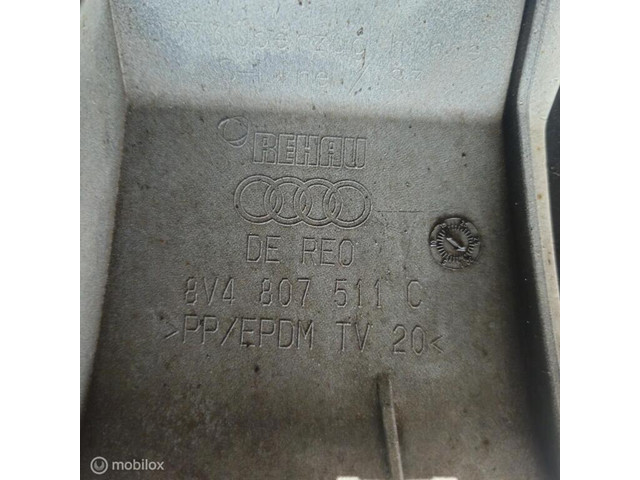 REHAU
DE REO
8V4 807 511 C
>PP/EPDM TV 20<
mobilox